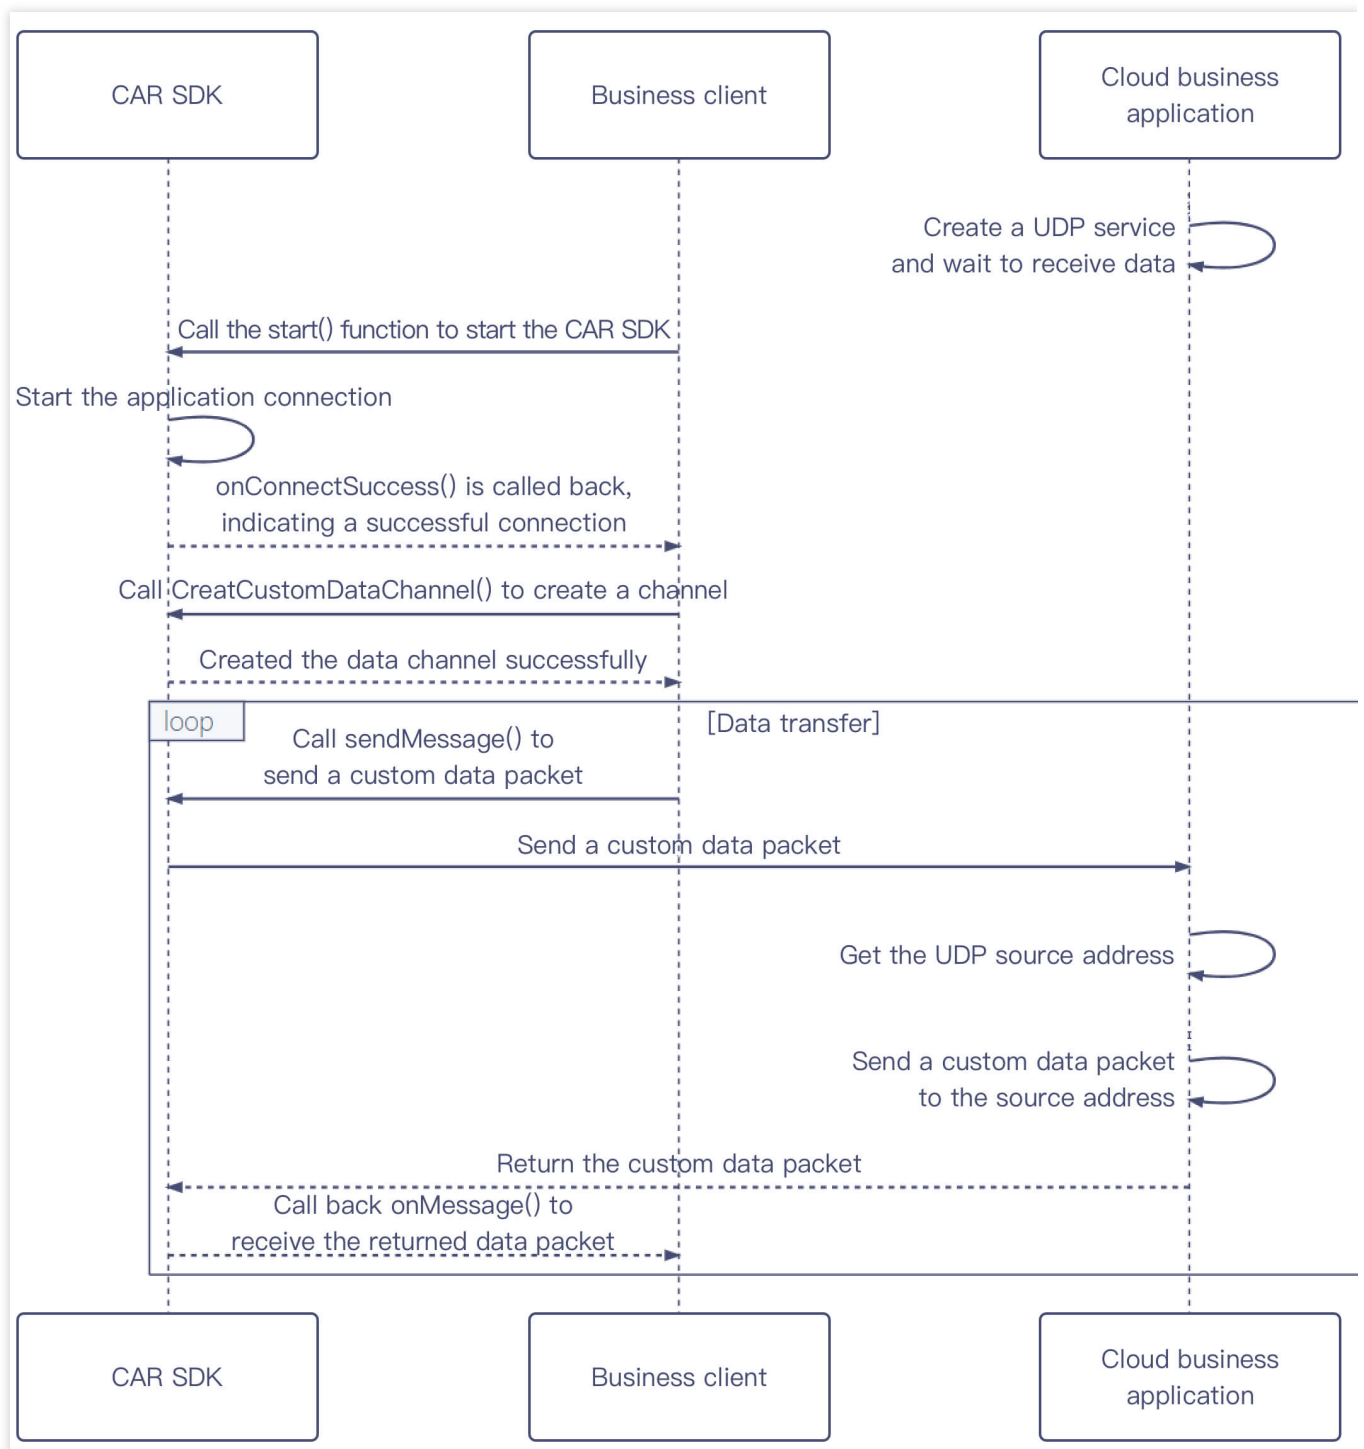 CAR SDK
Business client
Cloud business
application
Create a UDP service
and wait to receive data
Call the start() function to start the CAR SDK
Start the application connection
onConnectSuccess() is called back,
indicating a successful connection
Call CreatCustomDataChannel() to create a channel
Created the data channel successfully
loop
[Data transfer]
Call sendMessage() to
send a custom data packet
Send a custom data packet
Get the UDP source address
Send a custom data packet
to the source address
Return the custom data packet
Call back onMessage() to
receive the returned data packet
CAR SDK
Business client
Cloud business
application